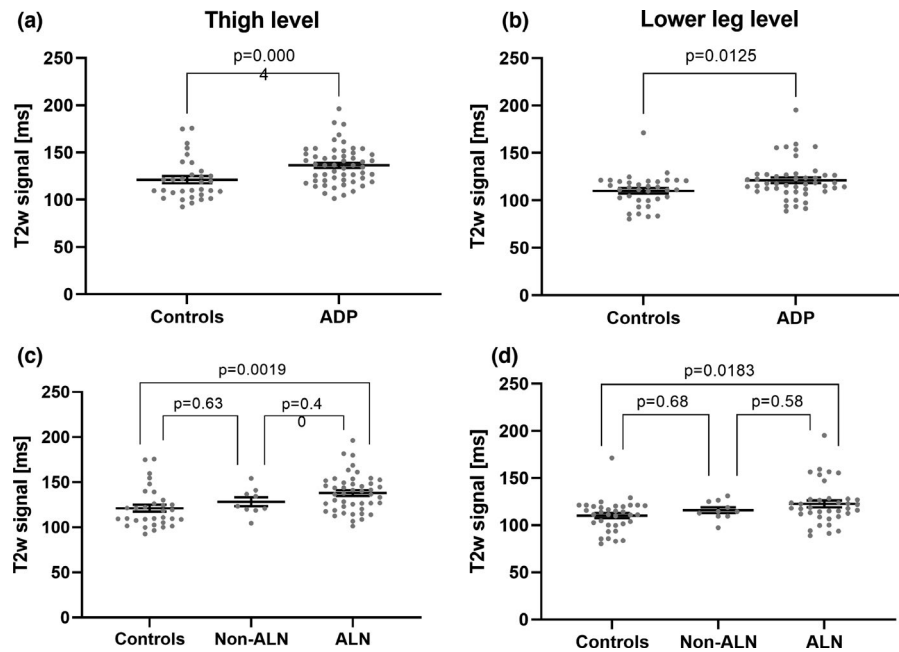 (a)
Thigh level
p=0.000
4
250
200
150
100
50
0
T2w signal [ms]
Controls
ADP
(b)
Lower leg level
p=0.0125
250
200
150
100
50
0
T2w signal [ms]
Controls
ADP
(c)
p=0.0019
p=0.63
p=0.4
0
250
200
150
100
50
0
T2w signal [ms]
Controls
Non-ALN
ALN
(d)
p=0.0183
p=0.68
p=0.58
250
200
150
100
50
0
T2w signal [ms]
Controls
Non-ALN
ALN